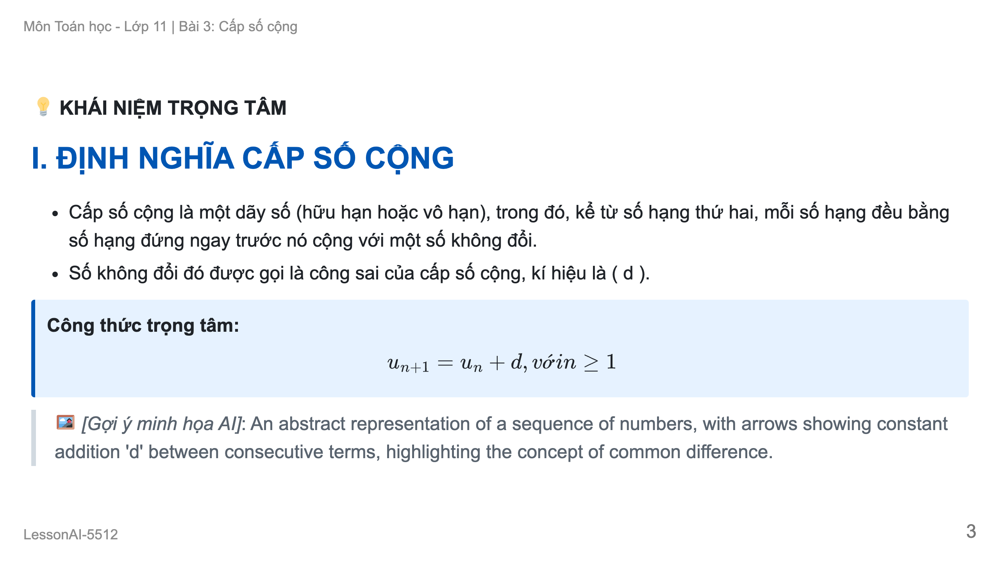 Môn Toán học - Lớp 11 | Bài 3: Cấp số cộng
💡 KHÁI NIỆM TRỌNG TÂM
I. ĐỊNH NGHĨA CẤP SỐ CỘNG
• Cấp số cộng là một dãy số (hữu hạn hoặc vô hạn), trong đó, kể từ số hạng thứ hai, mỗi số hạng đều bằng
số hạng đứng ngay trước nó cộng với một số không đổi.
• Số không đổi đó được gọi là công sai của cấp số cộng, kí hiệu là ( d ).
Công thức trọng tâm:
uₙ₊₁ = uₙ + d, vớin ≥ 1
🖼️ [Gợi ý minh họa AI]: An abstract representation of a sequence of numbers, with arrows showing constant
addition 'd' between consecutive terms, highlighting the concept of common difference.
LessonAI-5512
3